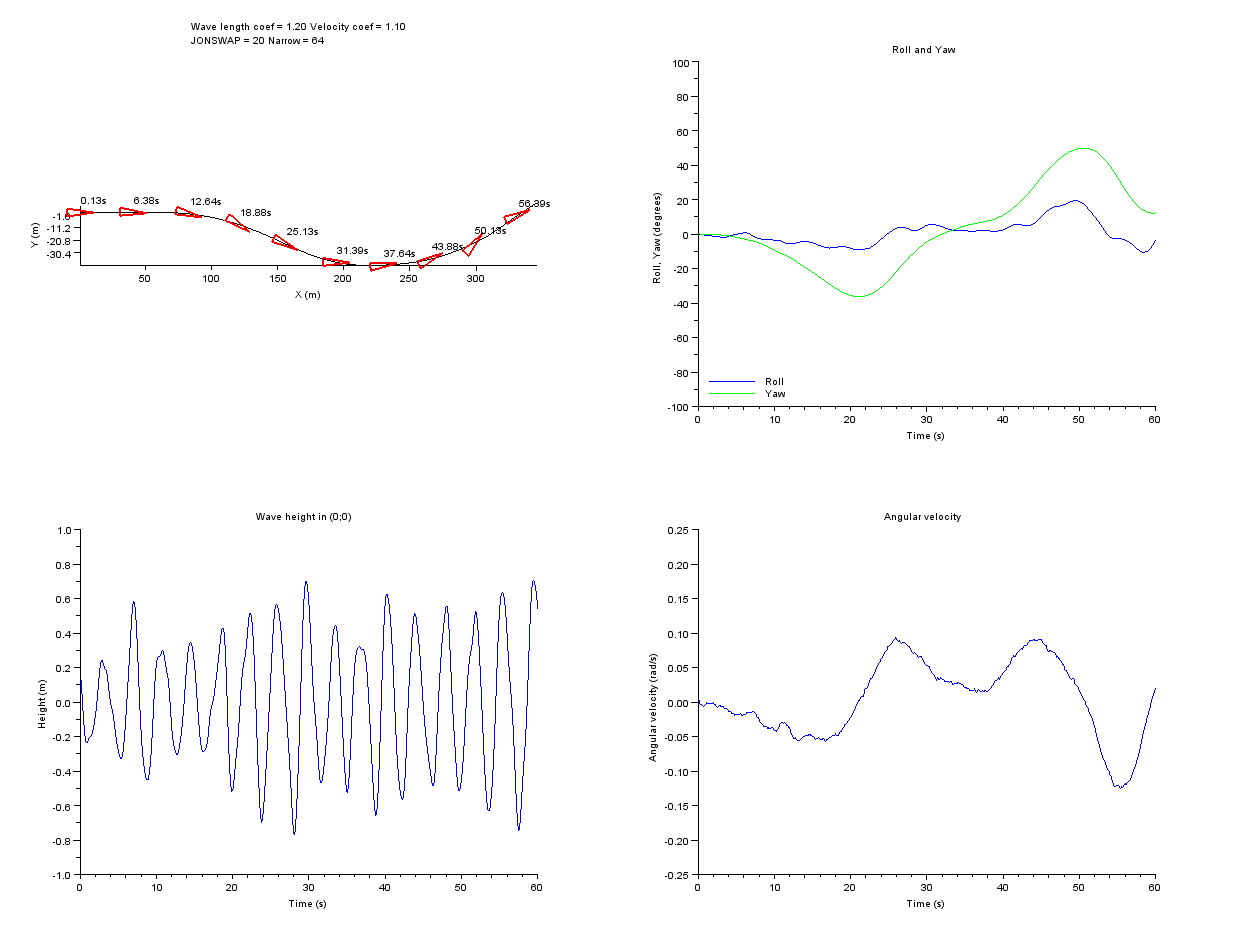 Wave length coef = 1.20 Velocity coef = 1.10
JONSWAP = 20 Narrow = 64
0.13s
6.38s
12.64s
18.88s
25.13s
31.39s
37.64s
43.88s
50.13s
56.39s
-11.2
-20.8
-30.4
Y (m)
50
100
150
200
250
300
X (m)
Roll and Yaw
100
80
60
40
20
0
-20
-40
-60
-80
-100
Roll, Yaw (degrees)
Roll
Yaw
0
10
20
30
40
50
60
Time (s)
Wave height in (0;0)
1.0
0.8
0.6
0.4
0.2
0.0
-0.2
-0.4
-0.6
-0.8
-1.0
Height (m)
0
10
20
30
40
50
60
Time (s)
Angular velocity
0.25
0.20
0.15
0.10
0.05
0.00
-0.05
-0.10
-0.15
-0.20
-0.25
Angular velocity (rad/s)
0
10
20
30
40
50
60
Time (s)